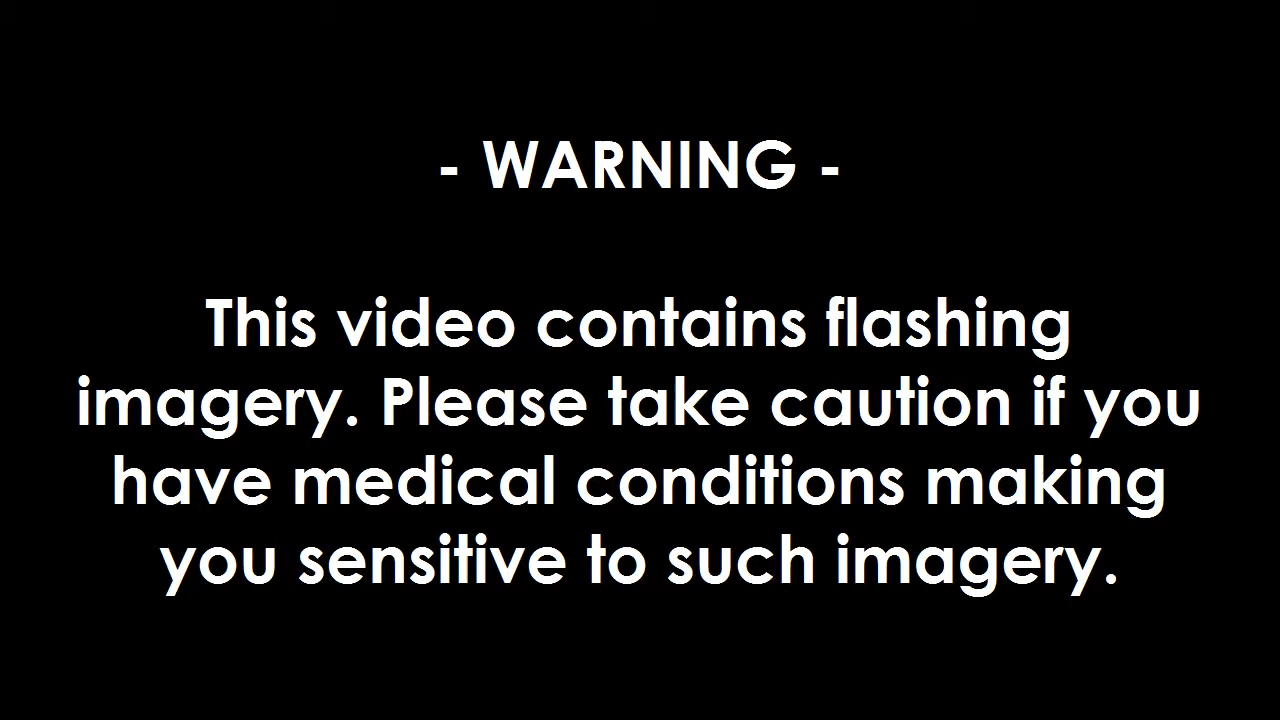 - WARNING -
This video contains flashing
imagery. Please take caution if you
have medical conditions making
you sensitive to such imagery.